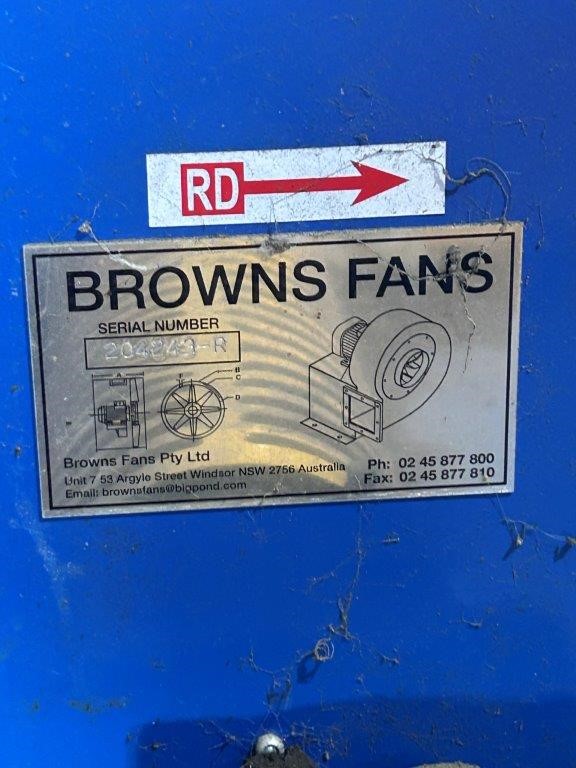 RD
BROWNS FANS
SERIAL NUMBER
B
C
D
Browns Fans Pty Ltd
Unit 7 53 Argyle Street Windsor NSW 2756 Australia
Email: brownsfans@bigpond.com
Ph: 02 45 877 800
Fax: 02 45 877 810